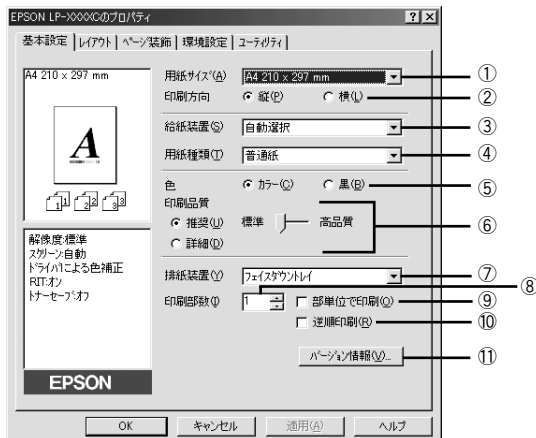 EPSON LP-XXXXCのプロパティ
基本設定 レイアウト ページ装飾 環境設定 ユーティリティ
A4 210 x 297 mm
A
1 1 2 2 3 3
解像度:標準
スクリーン:自動
ドライバによる色補正
RIT:オン
トナーセーブ:オフ
EPSON
用紙サイズ(A) A4 210 x 297 mm ①
印刷方向 縦(P) 横(L) ②
給紙装置(S) 自動選択 ③
用紙種類(T) 普通紙 ④
色 カラー(C) 黒(B) ⑤
印刷品質
推奨(U) 標準 高品質 ⑥
詳細(D)
排紙装置(Y) フェイスダウントレイ ⑦
⑧
印刷部数(I 1 部単位で印刷(O) ⑨
逆順印刷(R) ⑩
バージョン情報(V)... ⑪
OK キャンセル 適用(A) ヘルプ